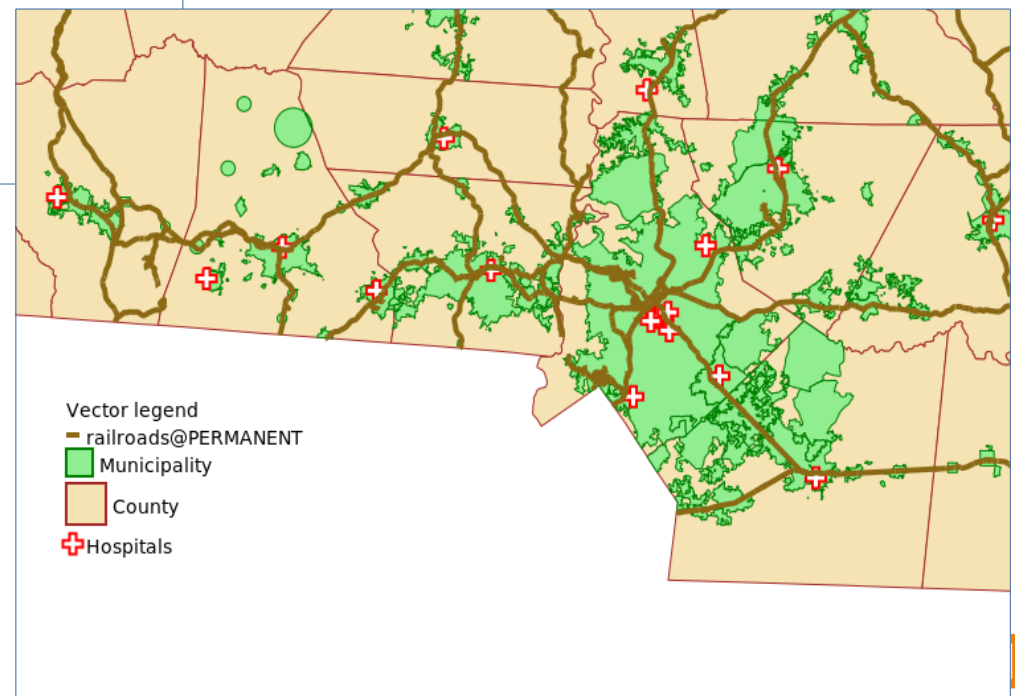 Vector legend
railroads@PERMANENT
Municipality
County
Hospitals